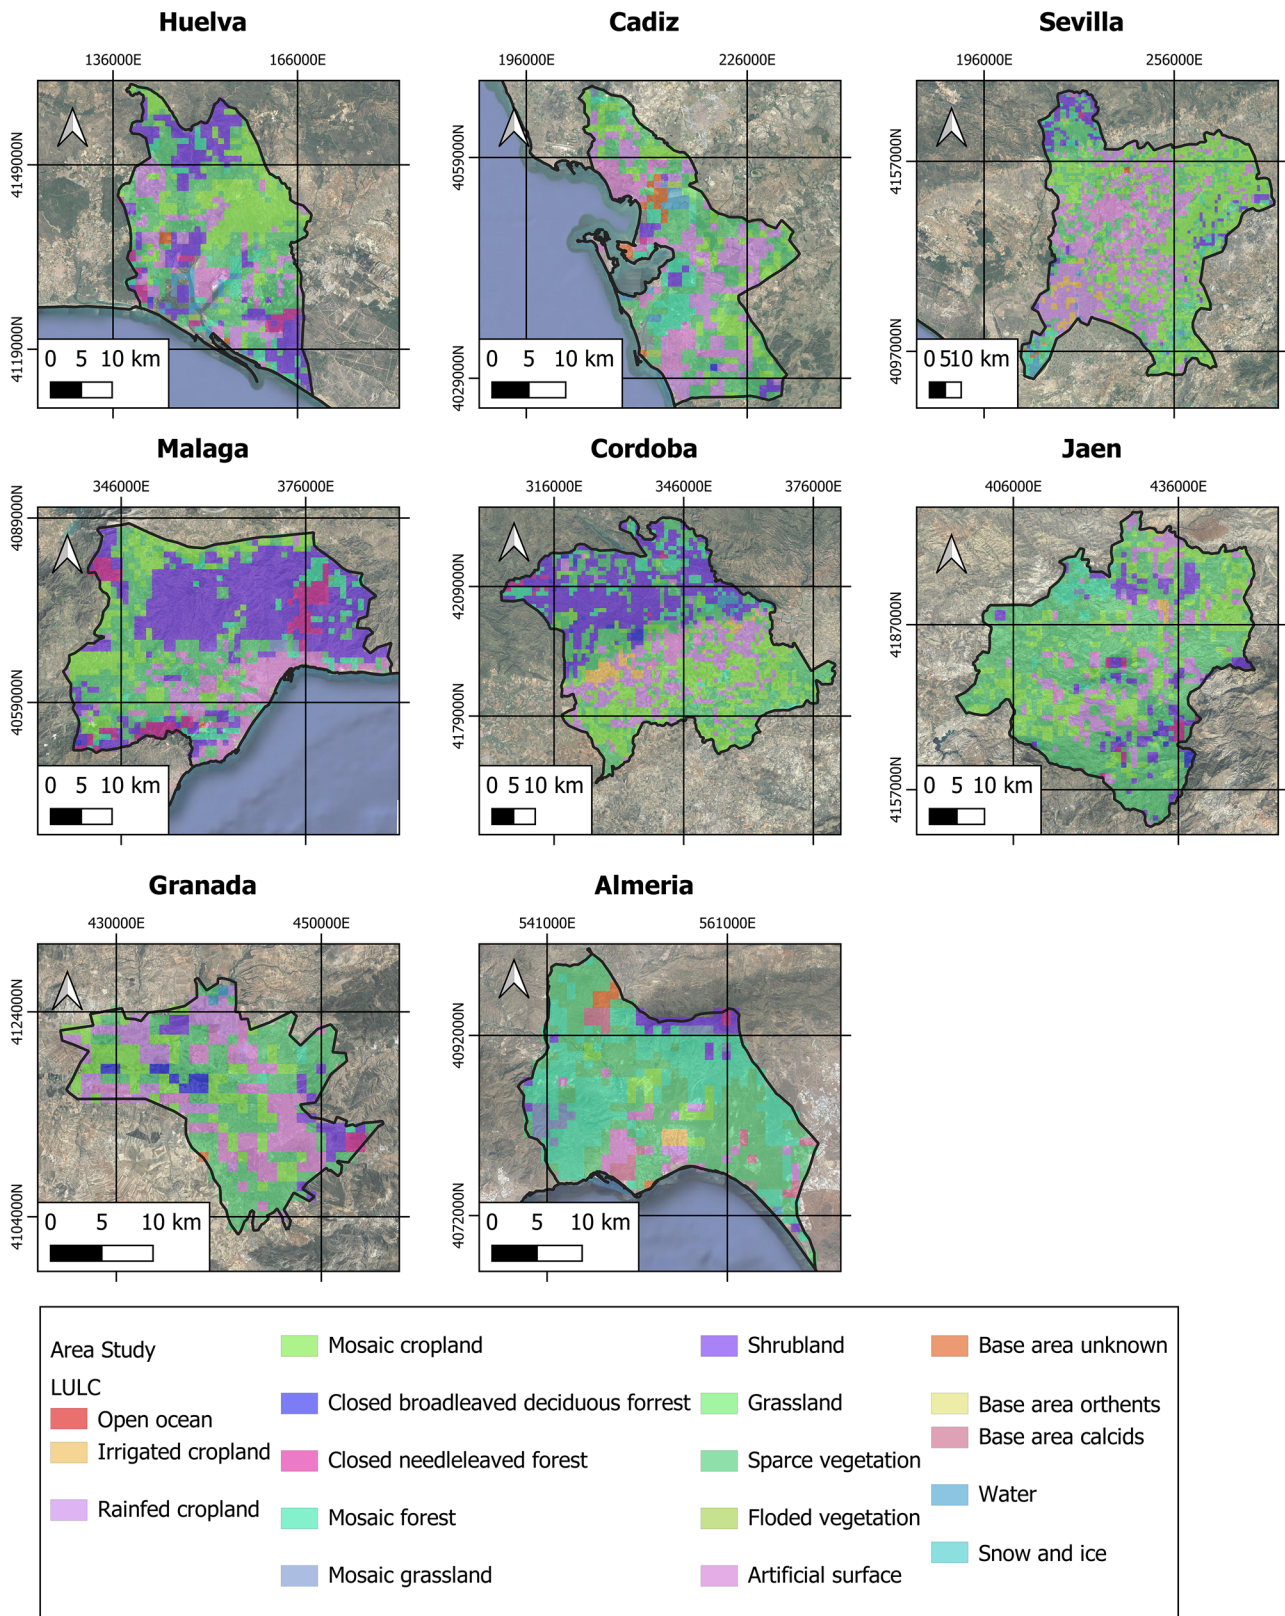 Huelva
136000E 166000E
4149000N
4119000N
0 5 10 km
Cadiz
196000E 226000E
4059000N
4029000N
0 5 10 km
Sevilla
196000E 256000E
4157000N
4097000N
0 510 km
Malaga
346000E 376000E
4089000N
4059000N
0 5 10 km
Cordoba
316000E 346000E 376000E
4209000N
4179000N
0 5 10 km
Jaen
406000E 436000E
4187000N
4157000N
0 5 10 km
Granada
430000E 450000E
4124000N
4104000N
0 5 10 km
Almeria
541000E 561000E
4092000N
4072000N
0 5 10 km
Area Study
LULC
Open ocean
Irrigated cropland
Rainfed cropland
Mosaic cropland
Closed broadleaved deciduous forrest
Closed needleleaved forest
Mosaic forest
Mosaic grassland
Shrubland
Grassland
Sparce vegetation
Floded vegetation
Artificial surface
Base area unknown
Base area orthents
Base area calcids
Water
Snow and ice